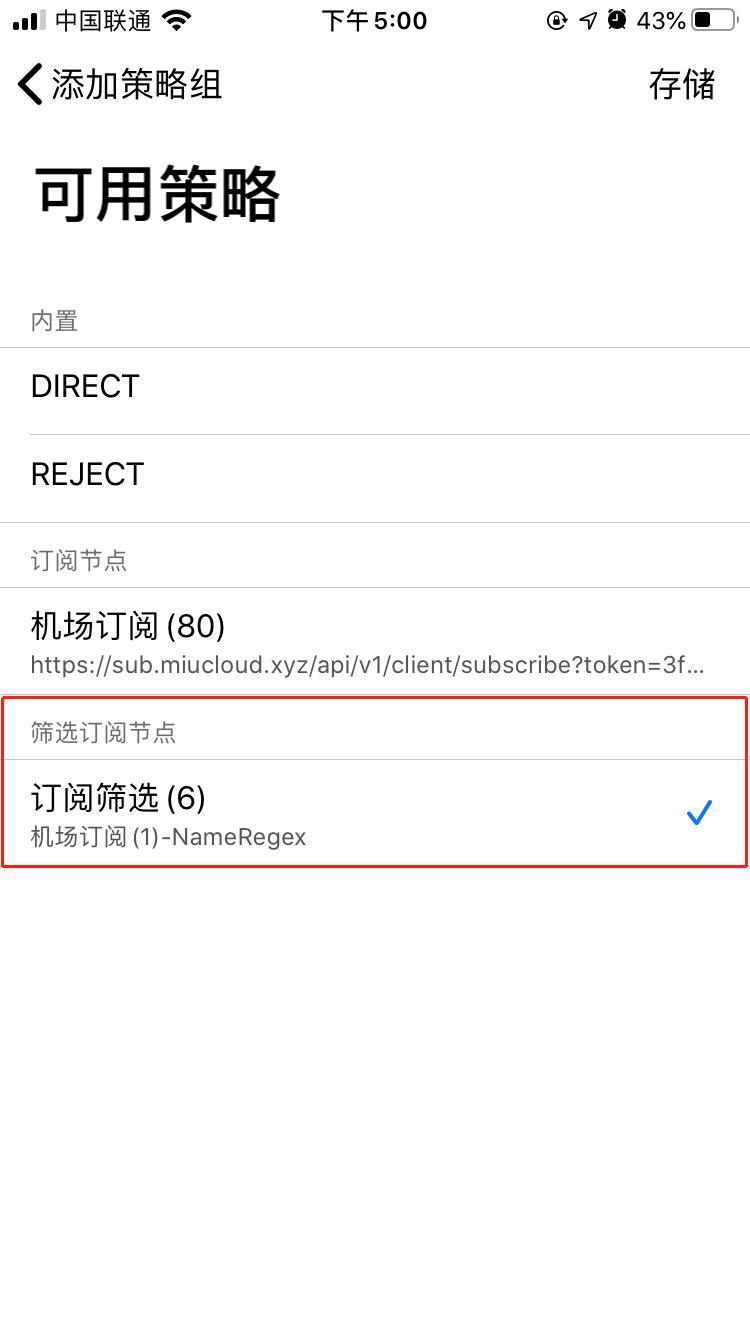 中国联通 下午5:00 43%
添加策略组 存储
可用策略
内置
DIRECT
REJECT
订阅节点
机场订阅 (80)
https://sub.miucloud.xyz/api/v1/client/subscribe?token=3f...
筛选订阅节点
订阅筛选 (6)
机场订阅 (1)-NameRegex